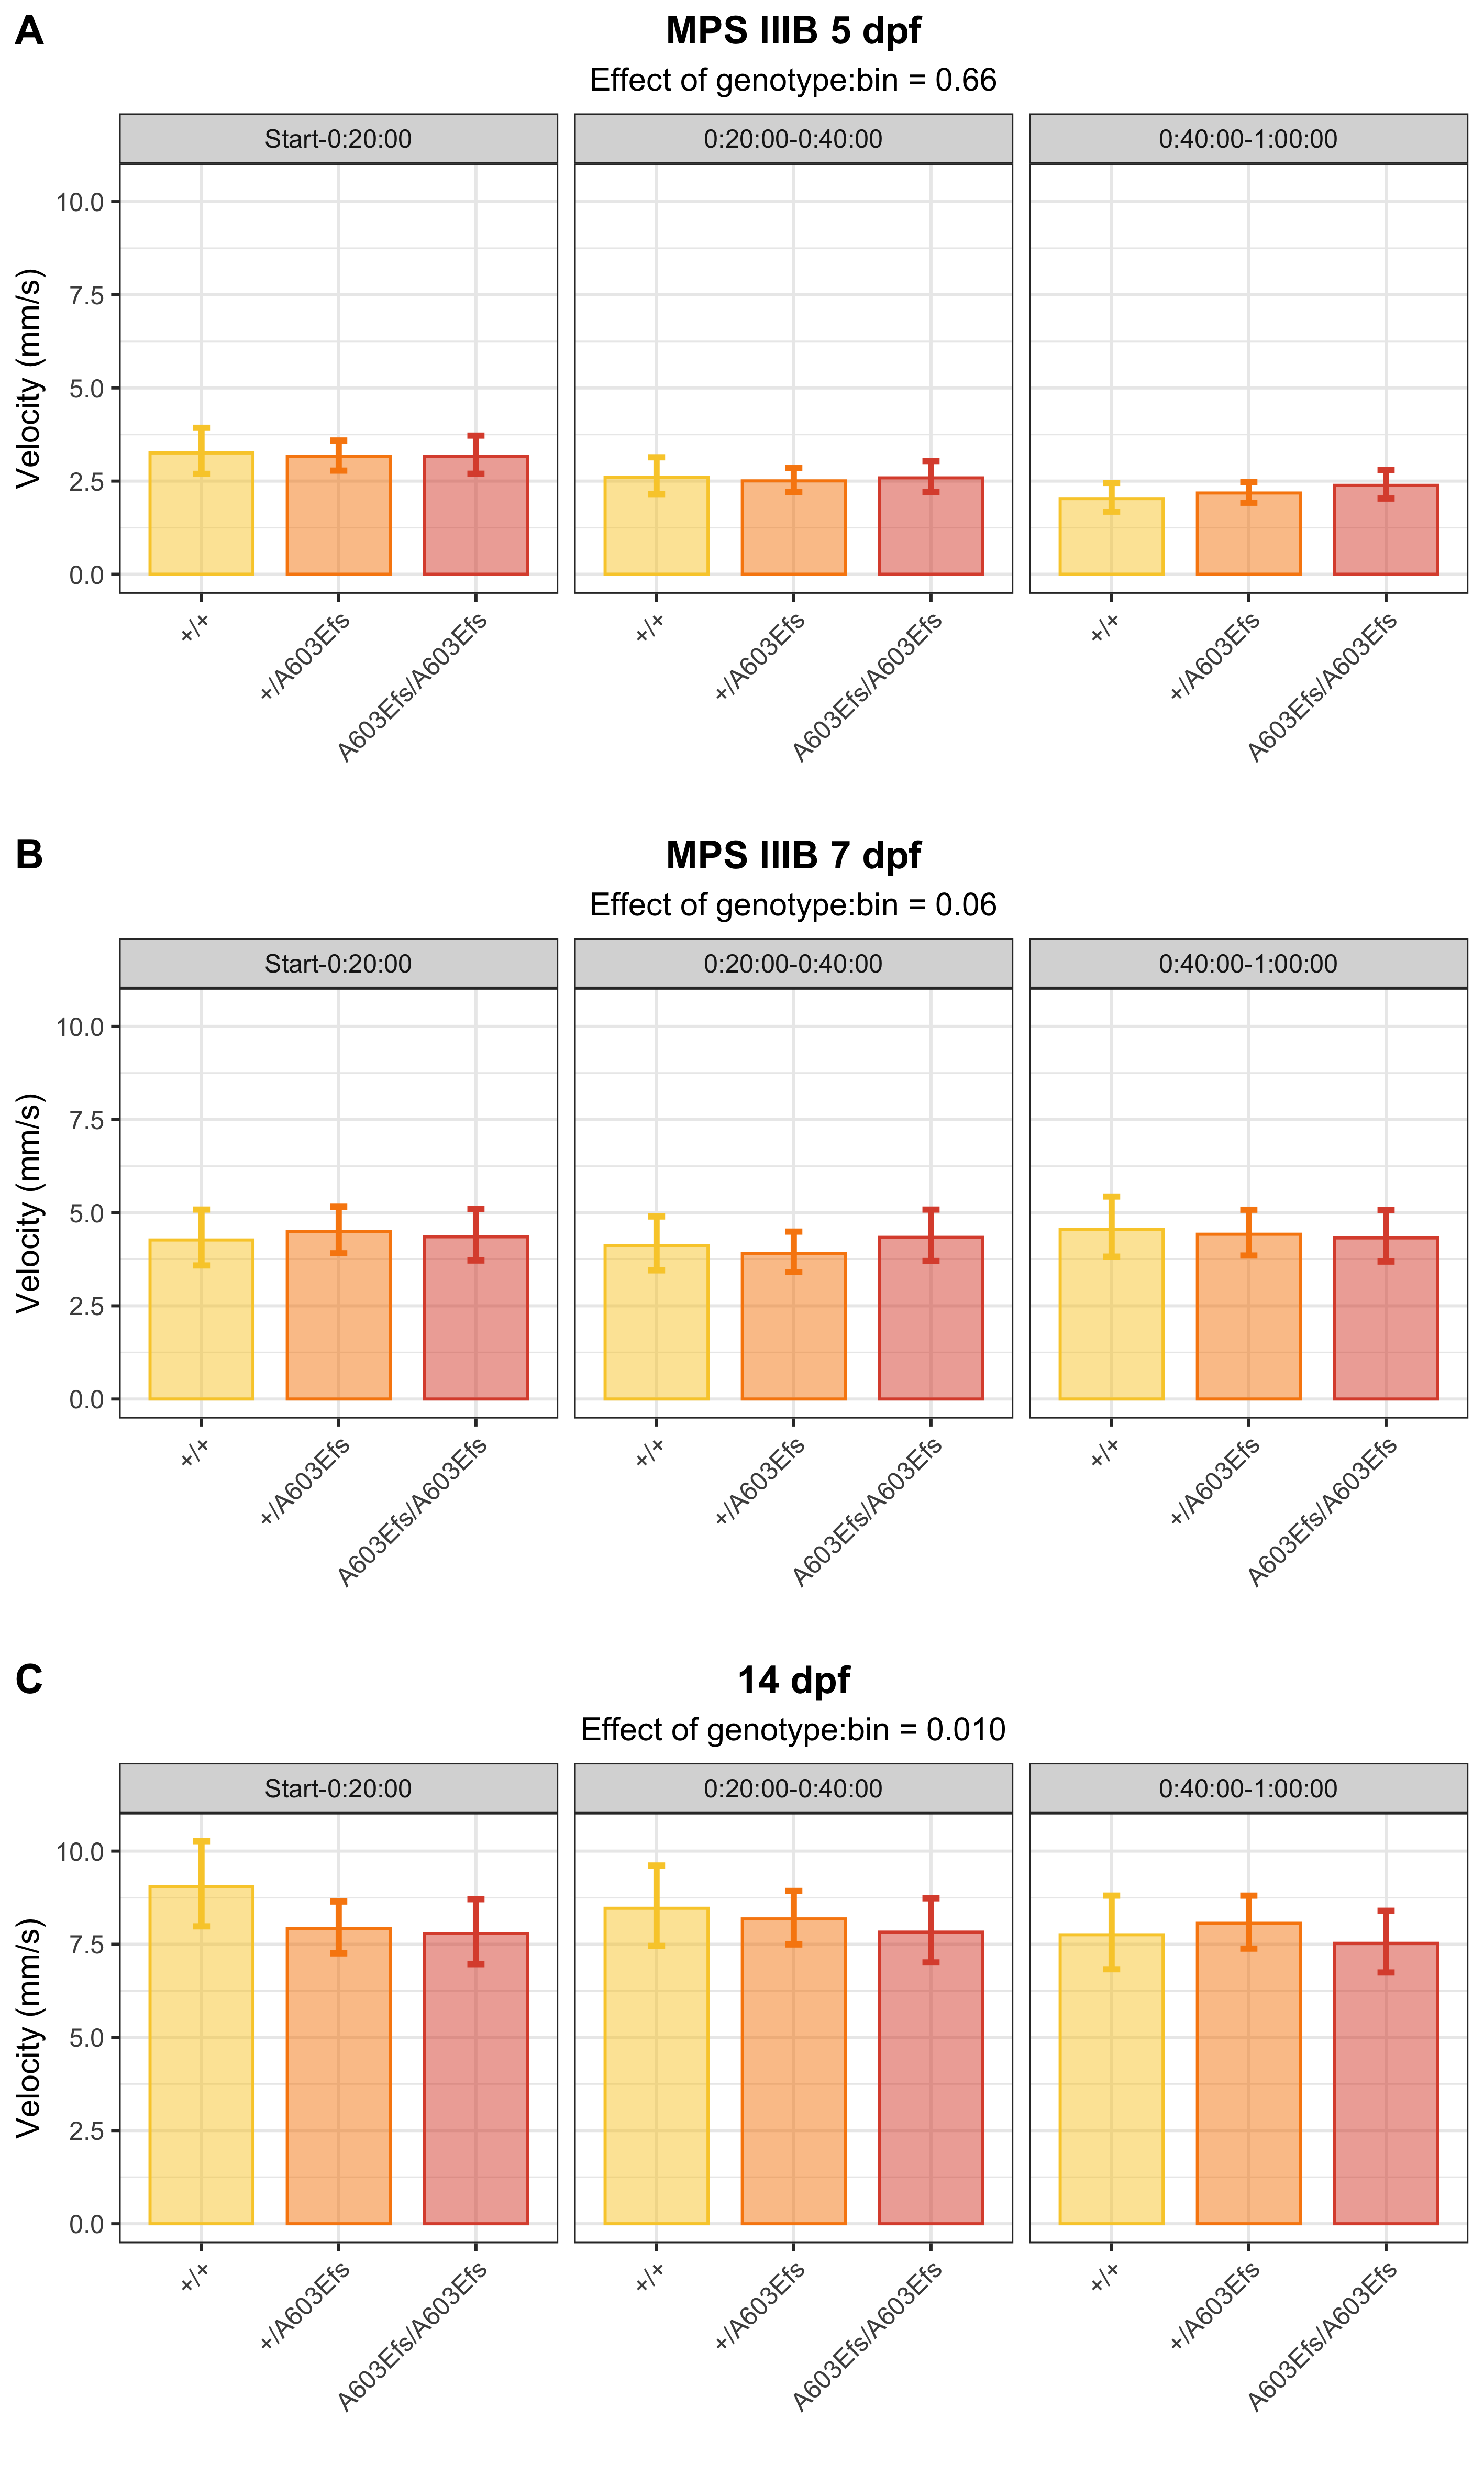 A
MPS IIIB 5 dpf
Effect of genotype:bin = 0.66
Start-0:20:00 0:20:00-0:40:00 0:40:00-1:00:00
Velocity (mm/s)
10.0
7.5
5.0
2.5
0.0
+/+ +/A603Efs A603Efs/A603Efs +/+ +/A603Efs A603Efs/A603Efs +/+ +/A603Efs A603Efs/A603Efs
B
MPS IIIB 7 dpf
Effect of genotype:bin = 0.06
Start-0:20:00 0:20:00-0:40:00 0:40:00-1:00:00
Velocity (mm/s)
10.0
7.5
5.0
2.5
0.0
+/+ +/A603Efs A603Efs/A603Efs +/+ +/A603Efs A603Efs/A603Efs +/+ +/A603Efs A603Efs/A603Efs
C
14 dpf
Effect of genotype:bin = 0.010
Start-0:20:00 0:20:00-0:40:00 0:40:00-1:00:00
Velocity (mm/s)
10.0
7.5
5.0
2.5
0.0
+/+ +/A603Efs A603Efs/A603Efs +/+ +/A603Efs A603Efs/A603Efs +/+ +/A603Efs A603Efs/A603Efs